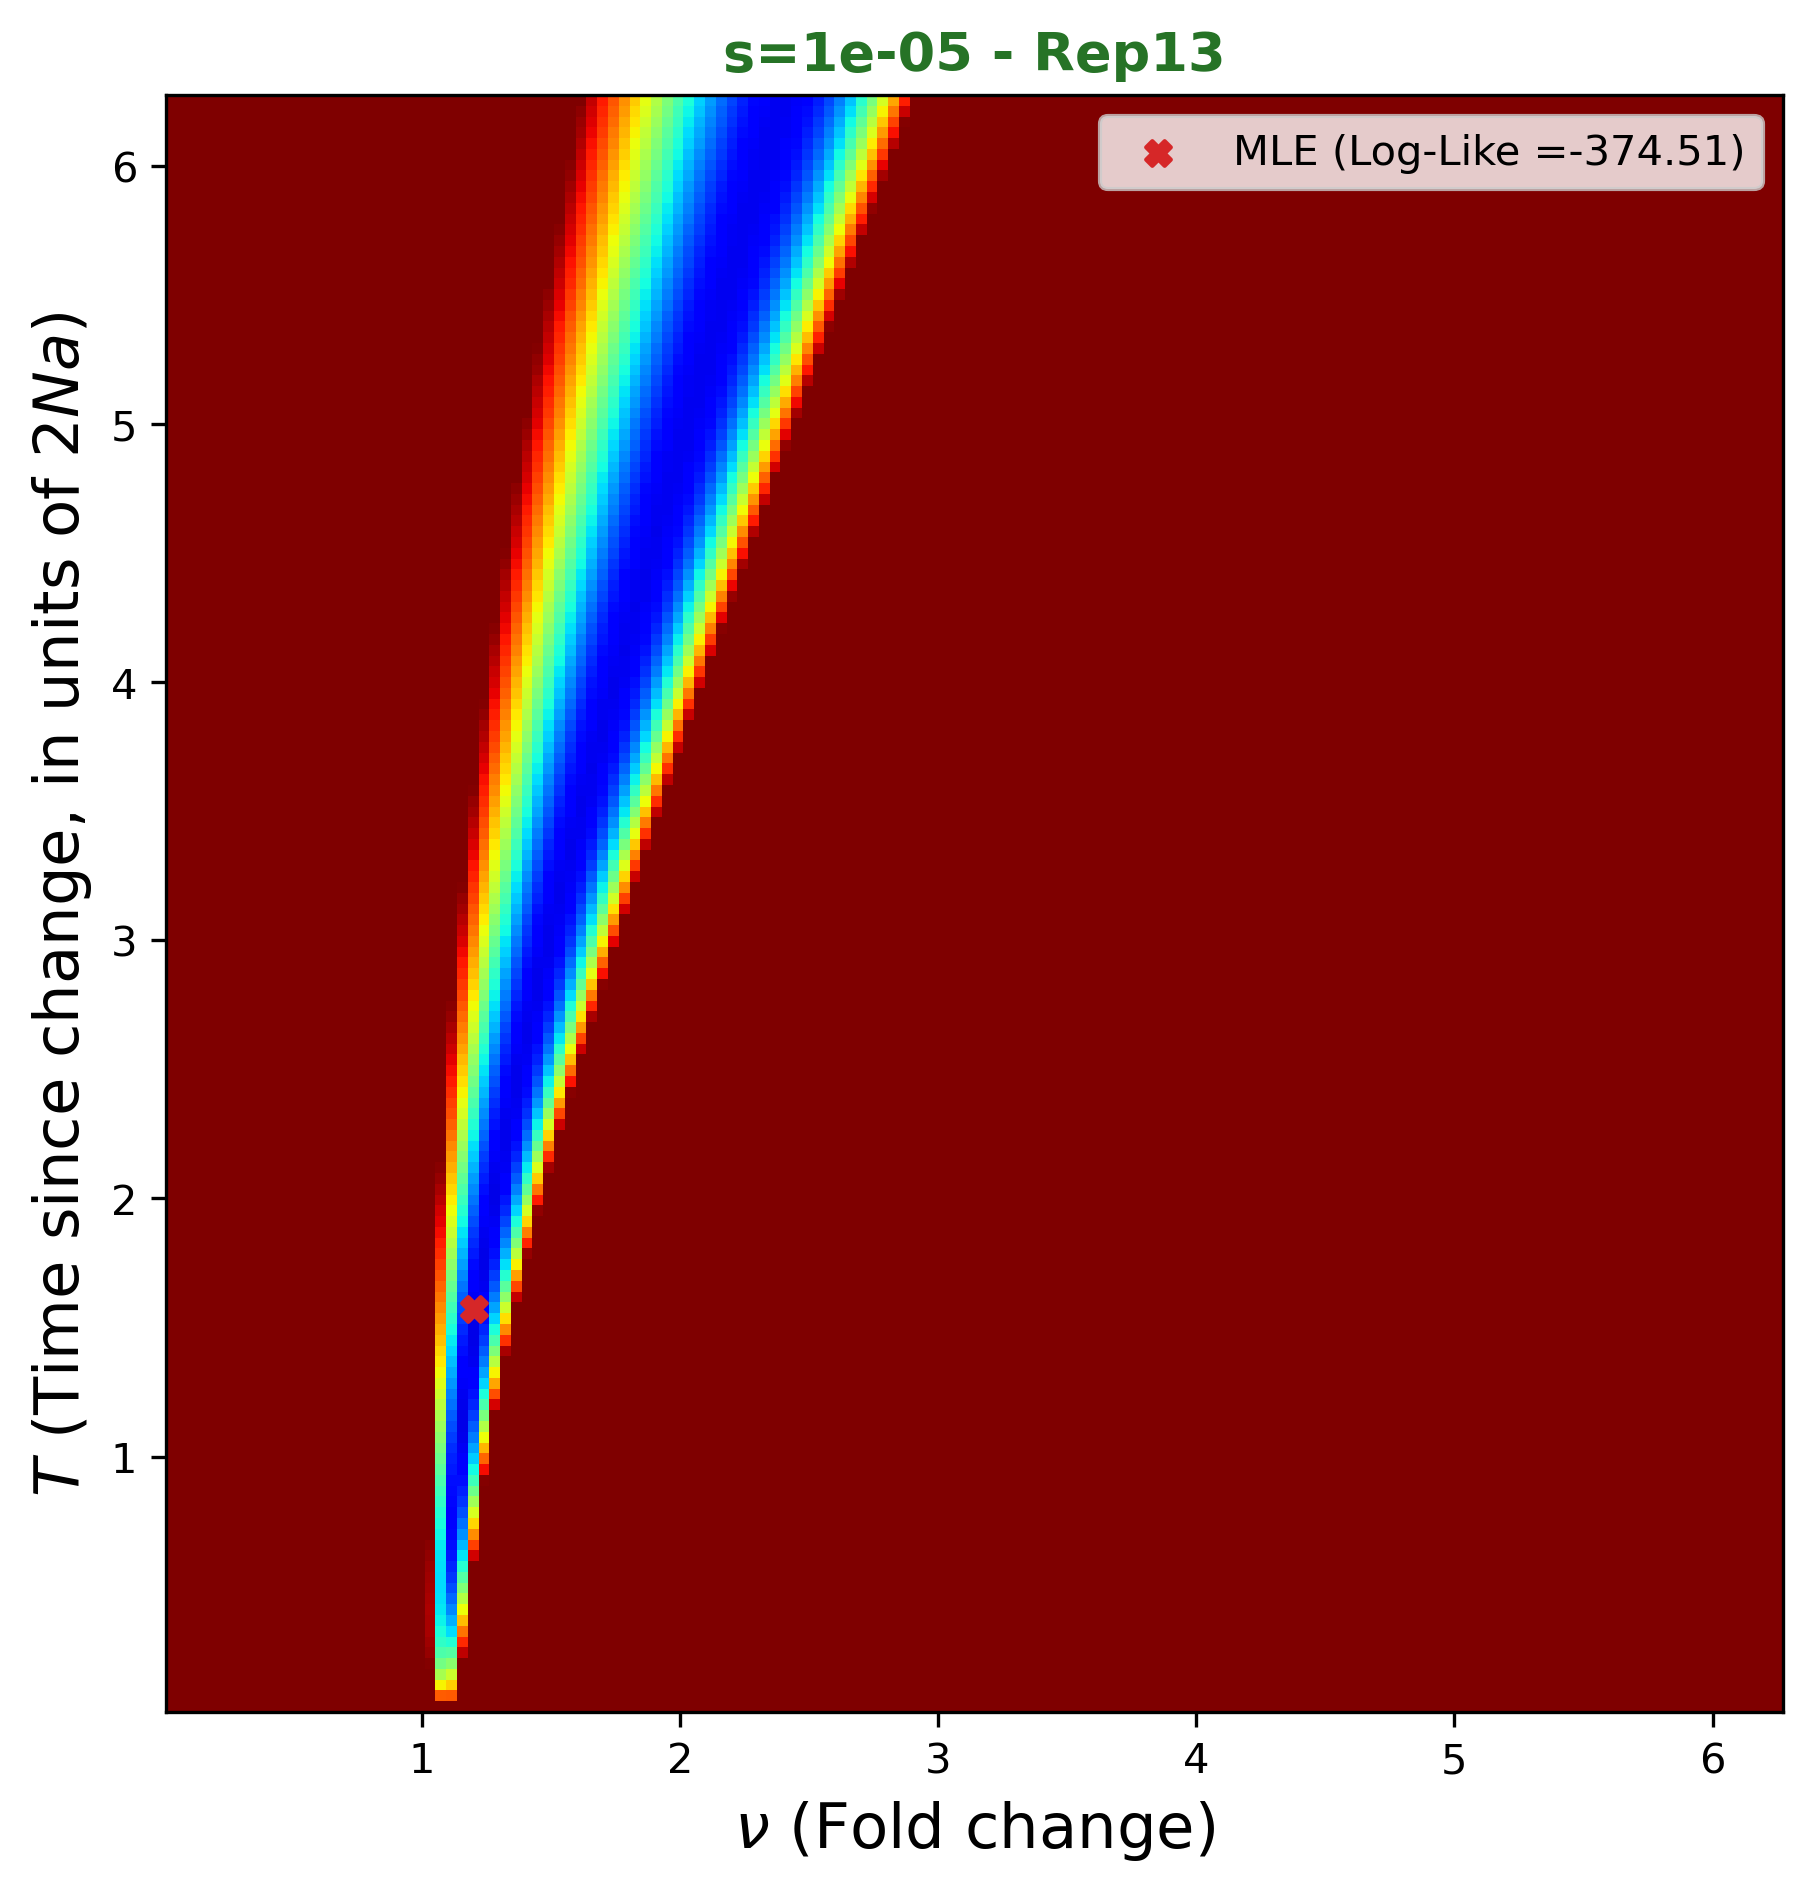 s=1e-05 - Rep13
MLE (Log-Like =-374.51)
T (Time since change, in units of 2Na)
6
5
4
3
2
1
1 2 3 4 5 6
ν (Fold change)